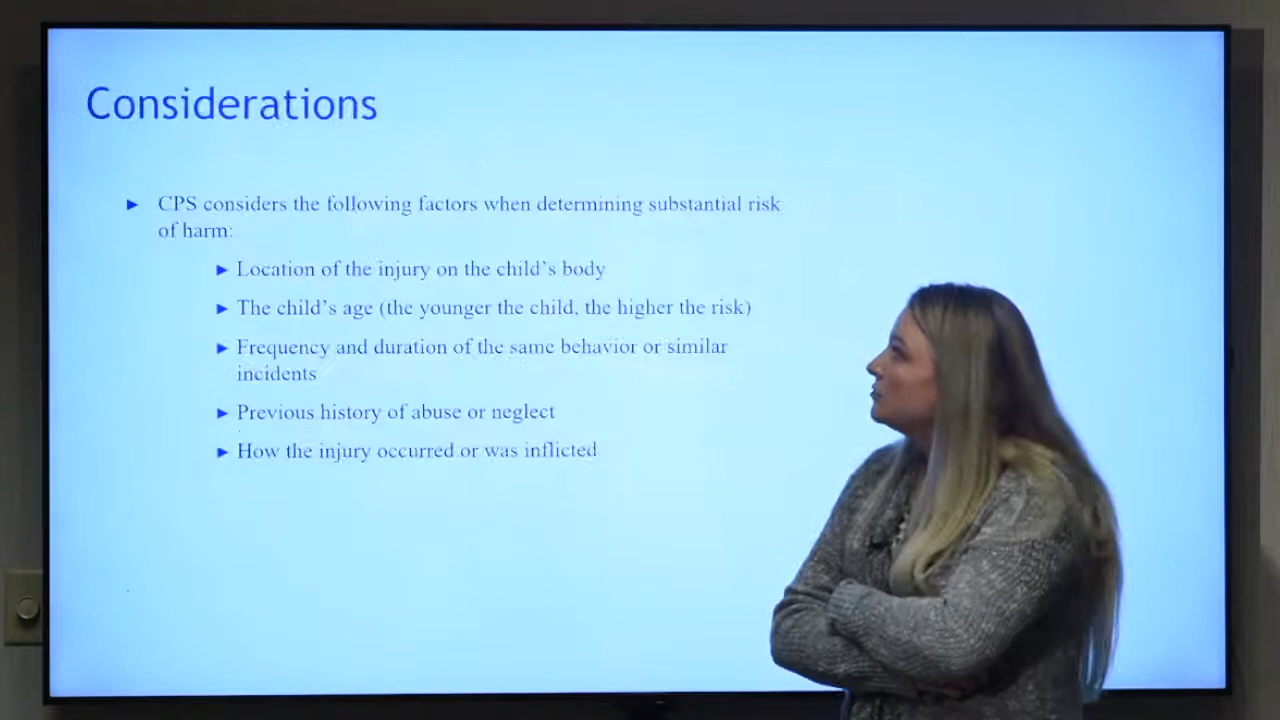 Considerations
► CPS considers the following factors when determining substantial risk
of harm:
► Location of the injury on the child's body
► The child's age (the younger the child, the higher the risk)
► Frequency and duration of the same behavior or similar
incidents
► Previous history of abuse or neglect
► How the injury occurred or was inflicted